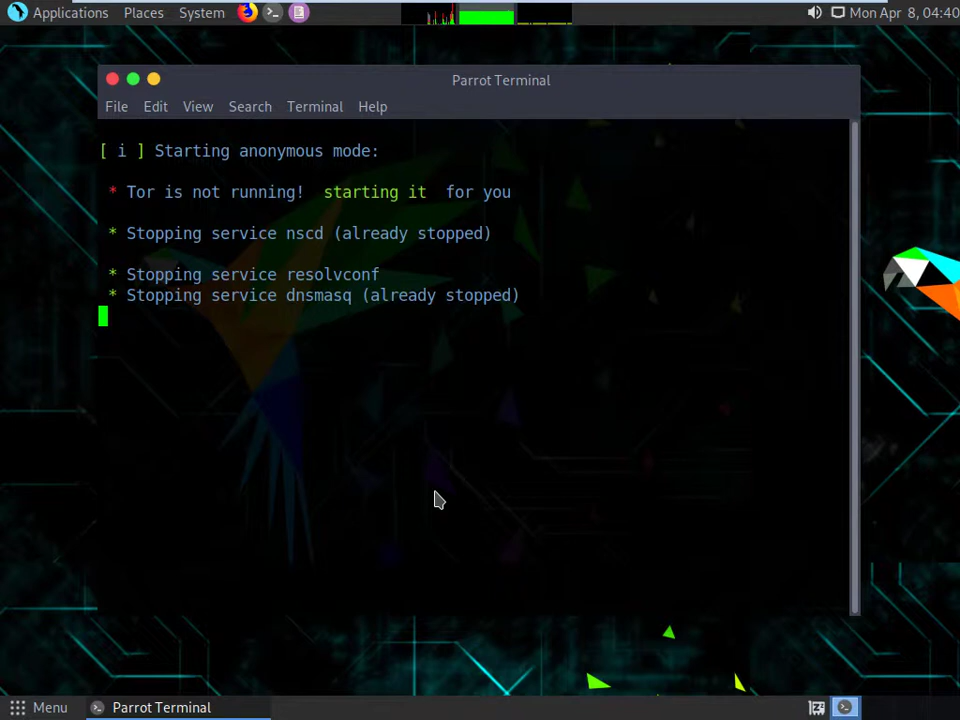 Applications Places System Mon Apr 8, 04:40
Parrot Terminal
File Edit View Search Terminal Help
[ i ] Starting anonymous mode:
* Tor is not running! starting it for you
* Stopping service nscd (already stopped)
* Stopping service resolvconf
* Stopping service dnsmasq (already stopped)
Menu Parrot Terminal